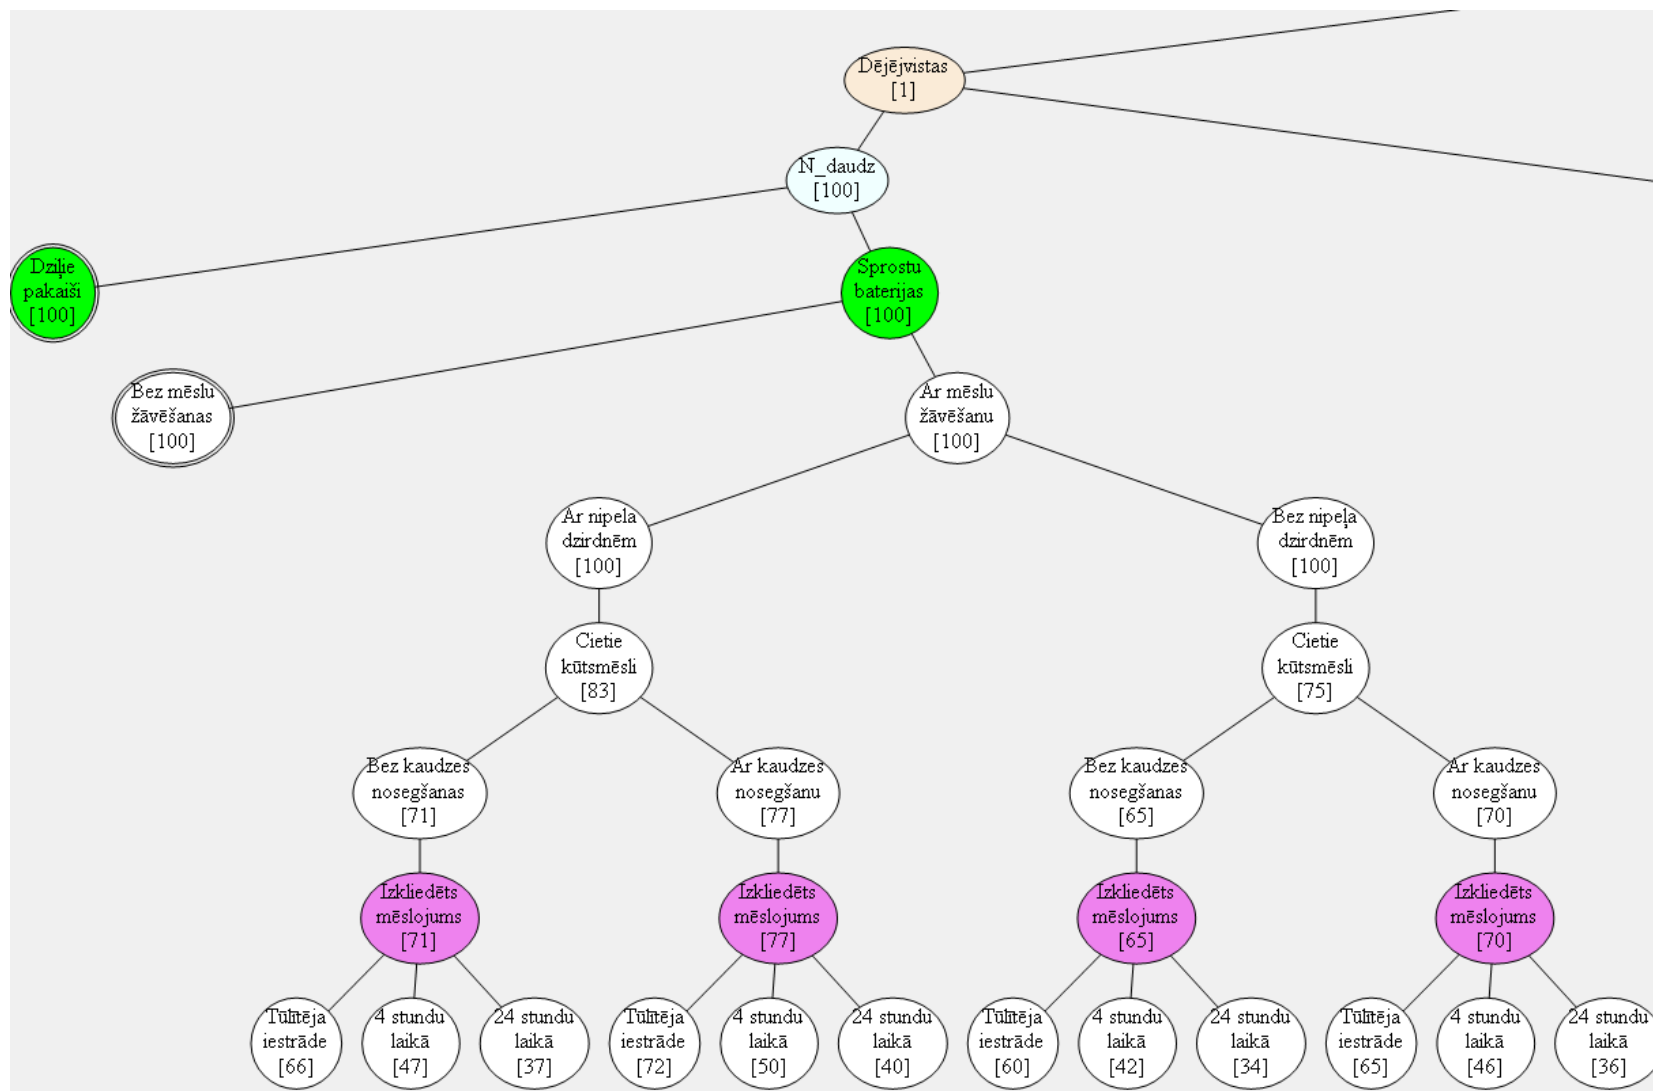 Dējējvistas
[1]
N_daudz
[100]
Dziļie
pakaiši
[100]
Sprostu
baterijas
[100]
Bez mēslu
žāvēšanas
[100]
Ar mēslu
žāvēšanu
[100]
Ar nipela
dzirdnēm
[100]
Bez nipeļa
dzirdnēm
[100]
Cietie
kūtsmēsli
[83]
Cietie
kūtsmēsli
[75]
Bez kaudzes
nosegšanas
[71]
Ar kaudzes
nosegšanu
[77]
Bez kaudzes
nosegšanas
[65]
Ar kaudzes
nosegšanu
[70]
Izkliedēts
mēslojums
[71]
Izkliedēts
mēslojums
[77]
Izkliedēts
mēslojums
[65]
Izkliedēts
mēslojums
[70]
Tūlītēja
iestrāde
[66]
4 stundu
laikā
[47]
24 stundu
laikā
[37]
Tūlītēja
iestrāde
[72]
4 stundu
laikā
[50]
24 stundu
laikā
[40]
Tūlītēja
iestrāde
[60]
4 stundu
laikā
[42]
24 stundu
laikā
[34]
Tūlītēja
iestrāde
[65]
4 stundu
laikā
[46]
24 stundu
laikā
[36]